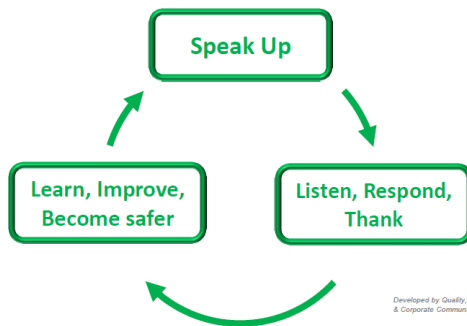 Speak Up
Listen, Respond,
Thank
Learn, Improve,
Become safer
Developed by Quality,
& Corporate Commun